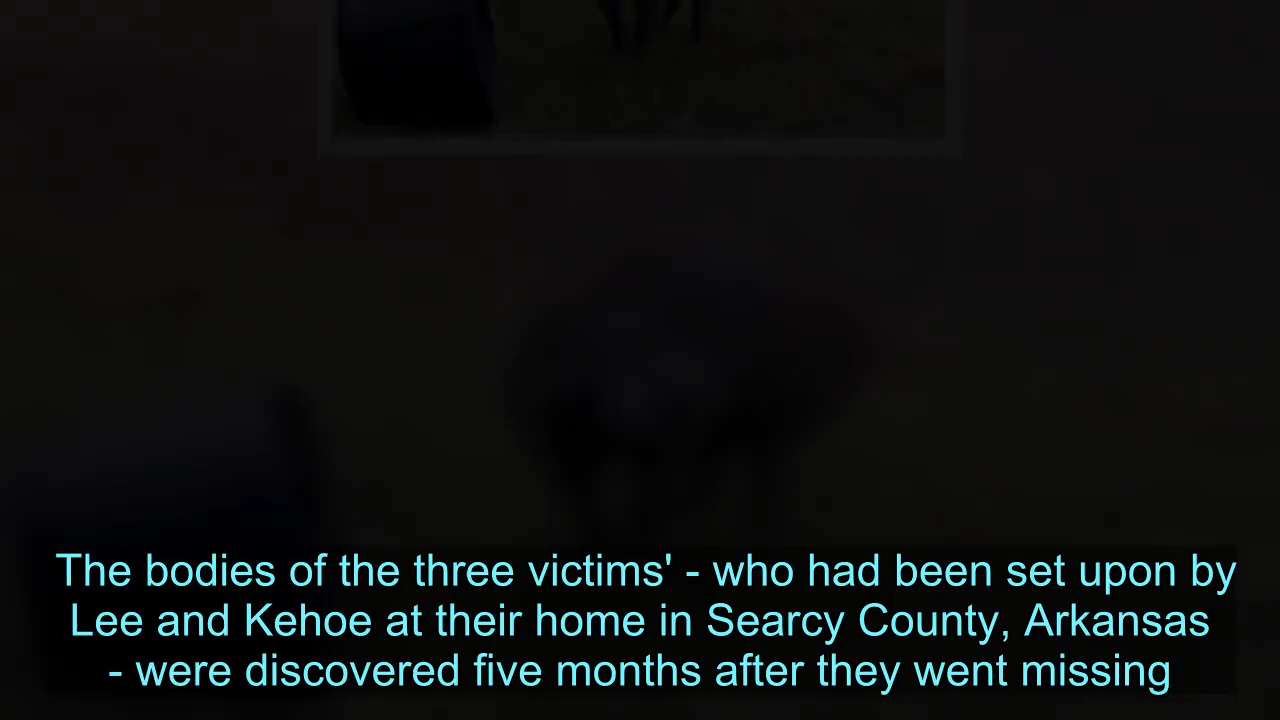 The bodies of the three victims' - who had been set upon by
Lee and Kehoe at their home in Searcy County, Arkansas
- were discovered five months after they went missing